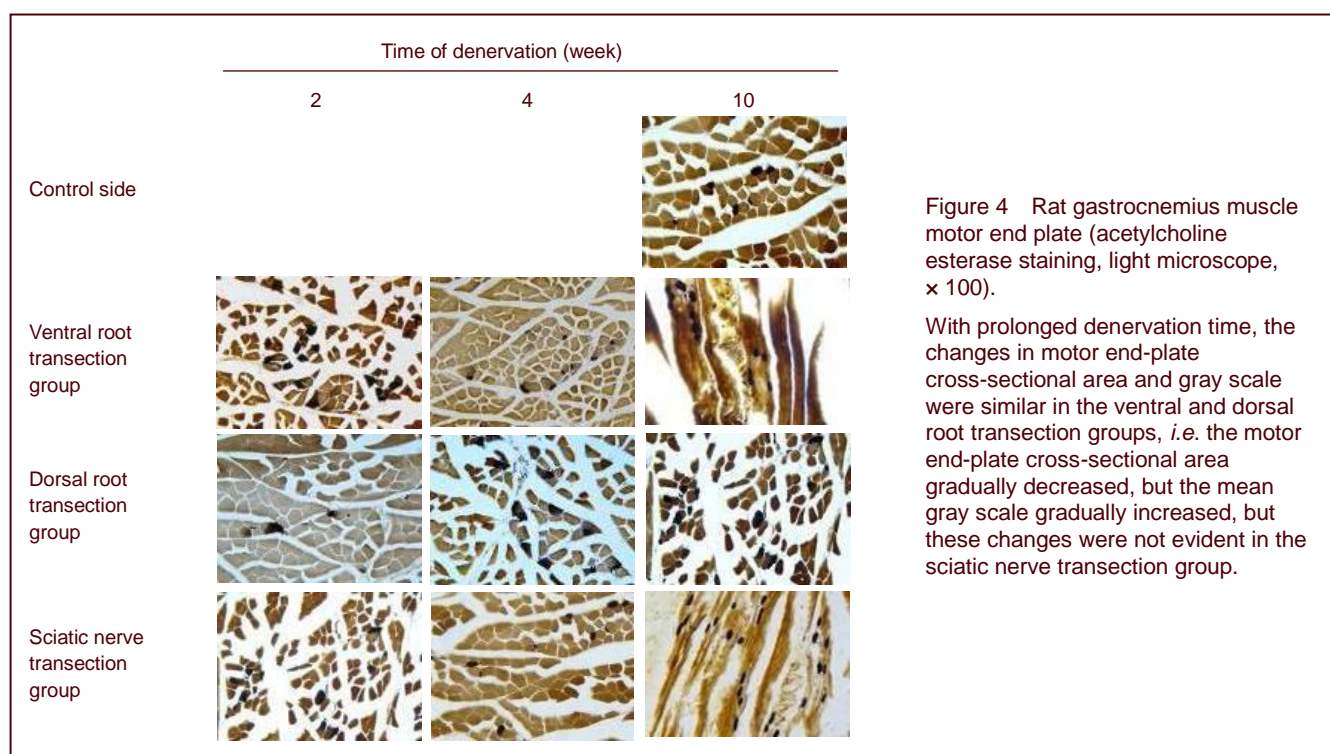 Time of denervation (week)
2 4 10
Control side
Ventral root
transection
group
Dorsal root
transection
group
Sciatic nerve
transection
group
Figure 4 Rat gastrocnemius muscle
motor end plate (acetylcholine
esterase staining, light microscope,
× 100).
With prolonged denervation time, the
changes in motor end-plate
cross-sectional area and gray scale
were similar in the ventral and dorsal
root transection groups, i.e. the motor
end-plate cross-sectional area
gradually decreased, but the mean
gray scale gradually increased, but
these changes were not evident in the
sciatic nerve transection group.